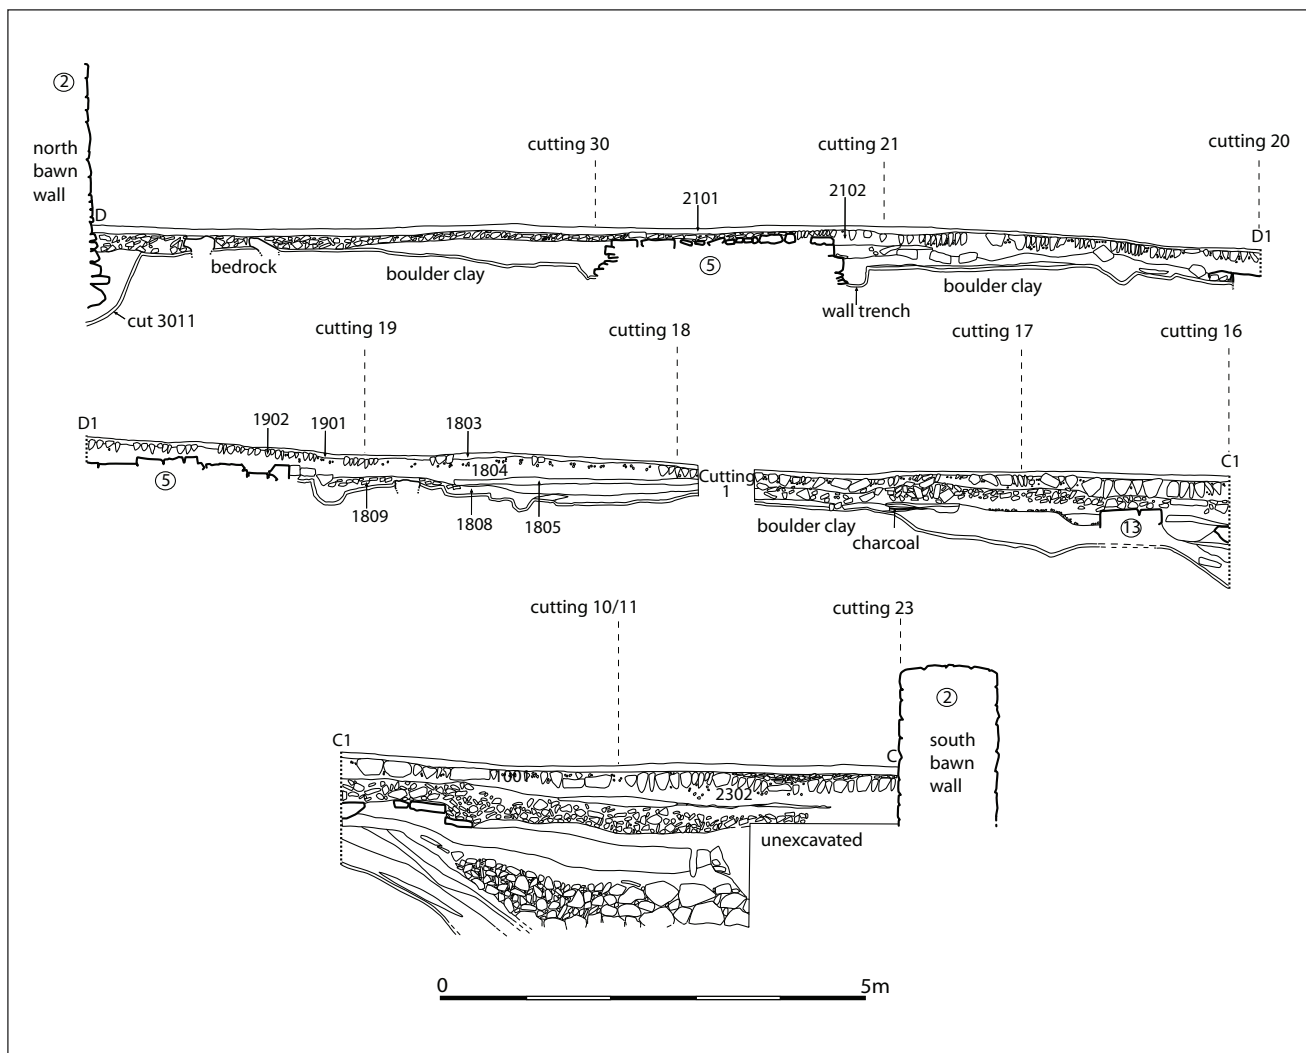 ②
north
bawn
wall
cutting 30
cutting 21
cutting 20
D
2101
2102
D1
bedrock
boulder clay
⑤
boulder clay
cut 3011
wall trench
cutting 19
cutting 18
cutting 17
cutting 16
D1
1902
1901
1803
1804
Cutting
1
C1
⑤
1809
1808
1805
boulder clay
charcoal
⑬
cutting 10/11
cutting 23
②
south
bawn
wall
C1
C
1001
2302
unexcavated
0
5m